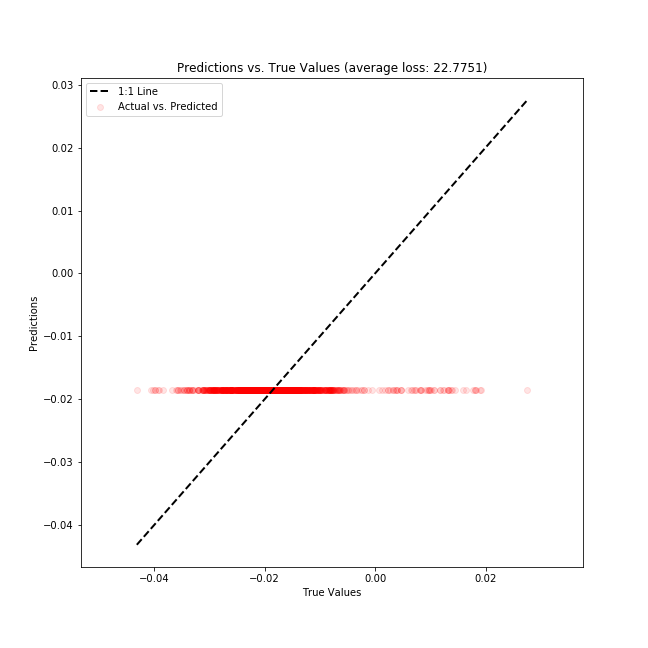 Predictions vs. True Values (average loss: 22.7751)
1:1 Line
Actual vs. Predicted
0.03
0.02
0.01
0.00
−0.01
−0.02
−0.03
−0.04
Predictions
−0.04
−0.02
0.00
0.02
True Values